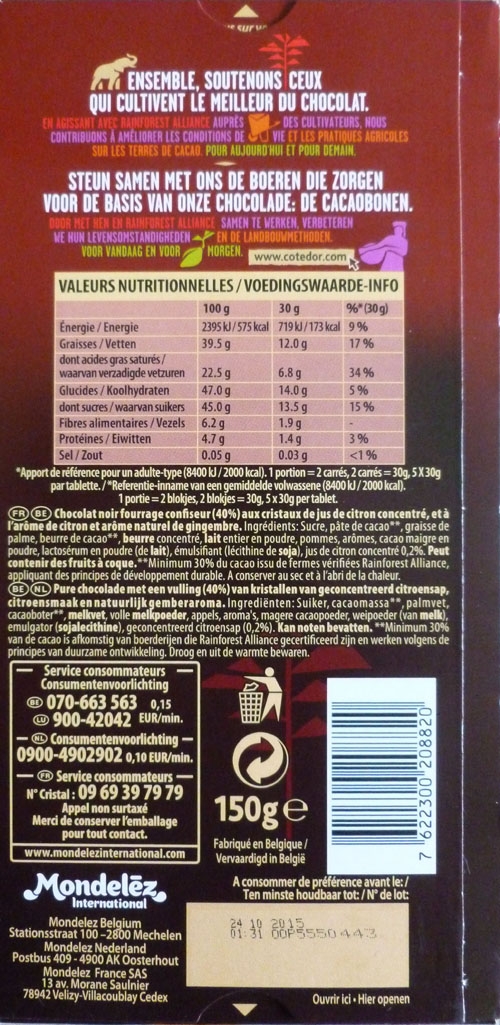 ENSEMBLE, SOUTENONS CEUX
QUI CULTIVENT LE MEILLEUR DU CHOCOLAT.
EN AGISSANT AVEC RAINFOREST ALLIANCE AUPRÈS DES CULTIVATEURS, NOUS
CONTRIBUONS À AMÉLIORER LES CONDITIONS DE VIE ET LES PRATIQUES AGRICOLES
SUR LES TERRES DE CACAO. POUR AUJOURD'HUI ET POUR DEMAIN.
STEUN SAMEN MET ONS DE BOEREN DIE ZORGEN
VOOR DE BASIS VAN ONZE CHOCOLADE: DE CACAOBONEN.
DOOR MET HEN EN RAINFOREST ALLIANCE SAMEN TE WERKEN, VERBETEREN
WE HUN LEVENSOMSTANDIGHEDEN EN DE LANDBOUWMETHODEN.
VOOR VANDAAG EN VOOR MORGEN. www.cotedor.com
VALEURS NUTRITIONNELLES / VOEDINGSWAARDE-INFO
100 g 30 g %* (30 g)
Énergie / Energie 2395 kJ / 575 kcal 719 kJ / 173 kcal 9 %
Graisses / Vetten 39.5 g 12.0 g 17 %
dont acides gras saturés /
waarvan verzadigde vetzuren 22.5 g 6.8 g 34 %
Glucides / Koolhydraten 47.0 g 14.0 g 5 %
dont sucres / waarvan suikers 45.0 g 13.5 g 15 %
Fibres alimentaires / Vezels 6.2 g 1.9 g -
Protéines / Eiwitten 4.7 g 1.4 g 3 %
Sel / Zout 0.05 g 0.03 g <1 %
*Apport de référence pour un adulte-type (8400 kJ / 2000 kcal). 1 portion = 2 carrés, 2 carrés = 30g, 5 X 30g
par tablette. / *Referentie-inname van een gemiddelde volwassene (8400 kJ / 2000 kcal).
1 portie = 2 blokjes, 2 blokjes = 30g, 5 x 30g per tablet.
FR BE Chocolat noir fourrage confiseur (40%) aux cristaux de jus de citron concentré, et à
l'arôme de citron et arôme naturel de gingembre. Ingrédients: Sucre, pâte de cacao**, graisse de
palme, beurre de cacao**, beurre concentré, lait entier en poudre, pommes, arômes, cacao maigre en
poudre, lactosérum en poudre (de lait), émulsifiant (lécithine de soja), jus de citron concentré 0,2%. Peut
contenir des fruits à coque. **Minimum 30% du cacao issu de fermes vérifiées Rainforest Alliance,
appliquant des principes de développement durable. A conserver au sec et à l'abri de la chaleur.
BE NL Pure chocolade met een vulling (40%) van kristallen van geconcentreerd citroensap,
citroensmaak en natuurlijk gemberaroma. Ingrediënten: Suiker, cacaomassa**, palmvet,
cacaoboter**, melkvet, volle melkpoeder, appels, aroma's, magere cacaopoeder, weipoeder (van melk),
emulgator (sojalecithine), geconcentreerd citroensap (0,2%). Kan noten bevatten. **Minimum 30%
van de cacao is afkomstig van boerderijen die Rainforest Alliance gecertificeerd zijn en werken volgens de
principes van duurzame ontwikkeling. Droog en uit de warmte bewaren.
Service consommateurs
Consumentenvoorlichting
BE 070-663 563 0,15
LU 900-42042 EUR/min.
NL Consumentenvoorlichting
0900-4902902 0,10 EUR/min.
FR Service consommateurs
N° Cristal : 09 69 39 79 79
Appel non surtaxé
Merci de conserver l'emballage
pour tout contact.
www.mondelezinternational.com
150g e
Fabriqué en Belgique /
Vervaardigd in België
7 622300 208820
Mondelēz
International
Mondelez Belgium
Stationsstraat 100 – 2800 Mechelen
Mondelez Nederland
Postbus 409 - 4900 AK Oosterhout
Mondelez France SAS
13 av. Morane Saulnier
78942 Velizy-Villacoublay Cedex
A consommer de préférence avant le: /
Ten minste houdbaar tot: / N° de lot:
24 10 2015
01:31 OOP5550443
Ouvrir ici • Hier openen